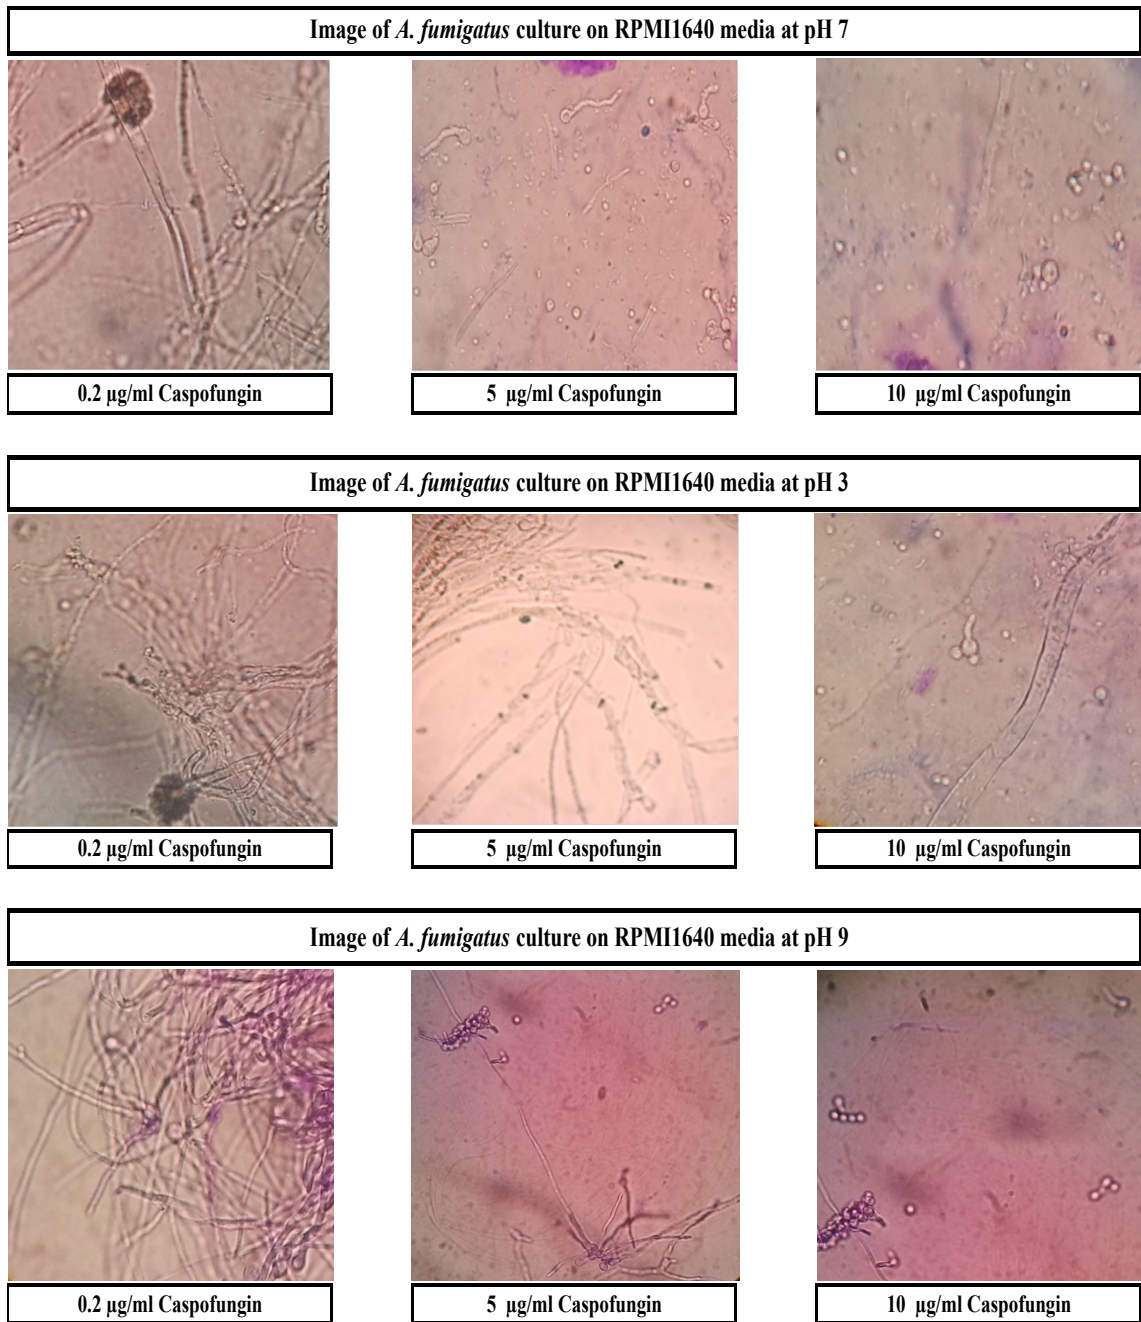 Image of A. fumigatus culture on RPMI1640 media at pH 7
0.2 µg/ml Caspofungin
5 µg/ml Caspofungin
10 µg/ml Caspofungin
Image of A. fumigatus culture on RPMI1640 media at pH 3
0.2 µg/ml Caspofungin
5 µg/ml Caspofungin
10 µg/ml Caspofungin
Image of A. fumigatus culture on RPMI1640 media at pH 9
0.2 µg/ml Caspofungin
5 µg/ml Caspofungin
10 µg/ml Caspofungin